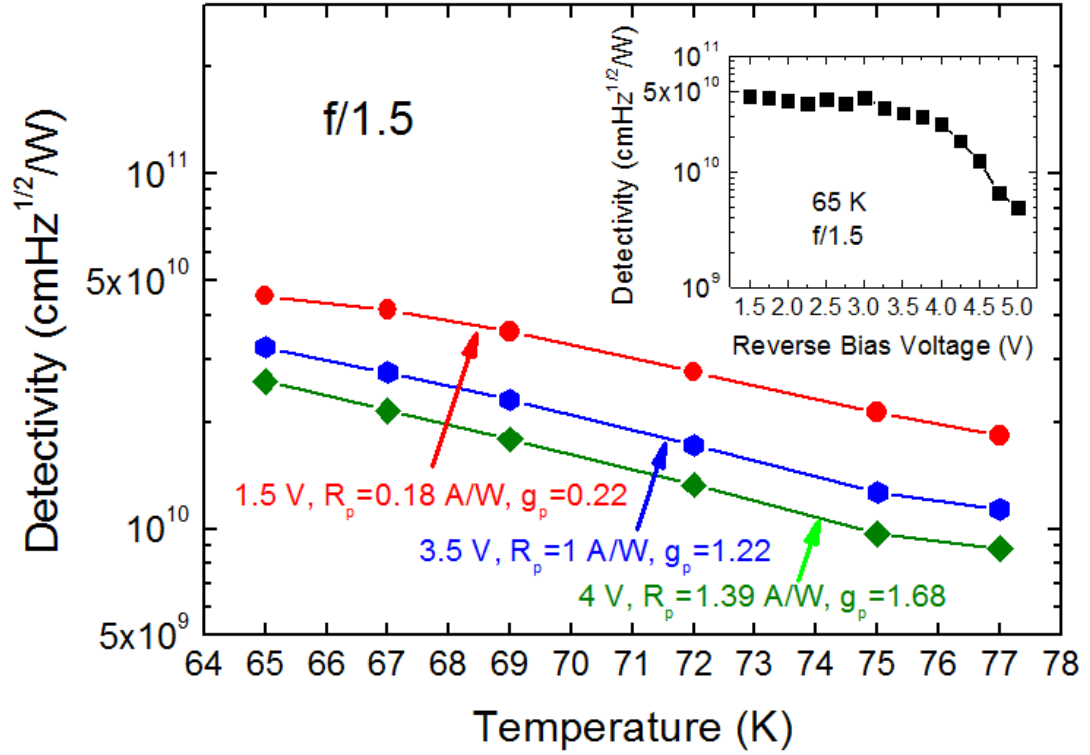 Detectivity (cmHz^1/2/W)
10^11
5x10^10
10^10
5x10^9
f/1.5
Detectivity (cmHz^1/2/W)
10^11
5x10^10
10^10
10^9
65 K
f/1.5
1.5 2.0 2.5 3.0 3.5 4.0 4.5 5.0
Reverse Bias Voltage (V)
1.5 V, R_p=0.18 A/W, g_p=0.22
3.5 V, R_p=1 A/W, g_p=1.22
4 V, R_p=1.39 A/W, g_p=1.68
64 65 66 67 68 69 70 71 72 73 74 75 76 77 78
Temperature (K)